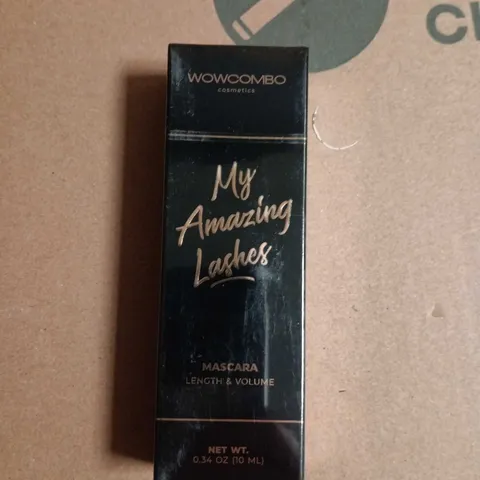 WOWCOMBO
cosmetics
My
Amazing
Lashes
MASCARA
LENGTH & VOLUME
NET WT.
0.34 OZ (10 ML)